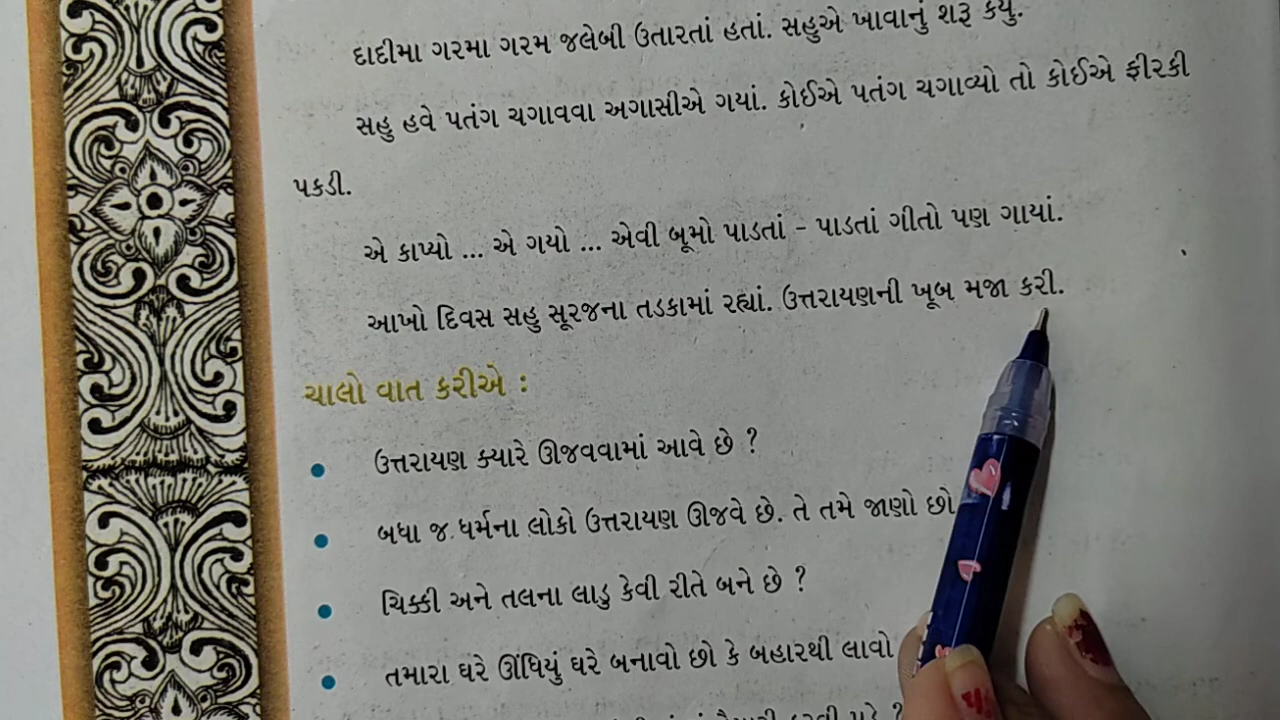 દાદીમા ગરમા ગરમ જલેબી ઉતારતાં હતાં. સહુએ ખાવાનું શરૂ કર્યું.
સહુ હવે પતંગ ચગાવવા અગાસીએ ગયાં. કોઈએ પતંગ ચગાવ્યો તો કોઈએ ફીરકી
પકડી.
એ કાપ્યો ... એ ગયો ... એવી બૂમો પાડતાં - પાડતાં ગીતો પણ ગાયાં.
આખો દિવસ સહુ સૂરજના તડકામાં રહ્યાં. ઉત્તરાયણની ખૂબ મજા કરી.
ચાલો વાત કરીએ :
• ઉત્તરાયણ ક્યારે ઊજવવામાં આવે છે ?
• બધા જ ધર્મના લોકો ઉત્તરાયણ ઊજવે છે. તે તમે જાણો છો
• ચિક્કી અને તલના લાડુ કેવી રીતે બને છે ?
• તમારા ઘરે ઊંધિયું ઘરે બનાવો છો કે બહારથી લાવો